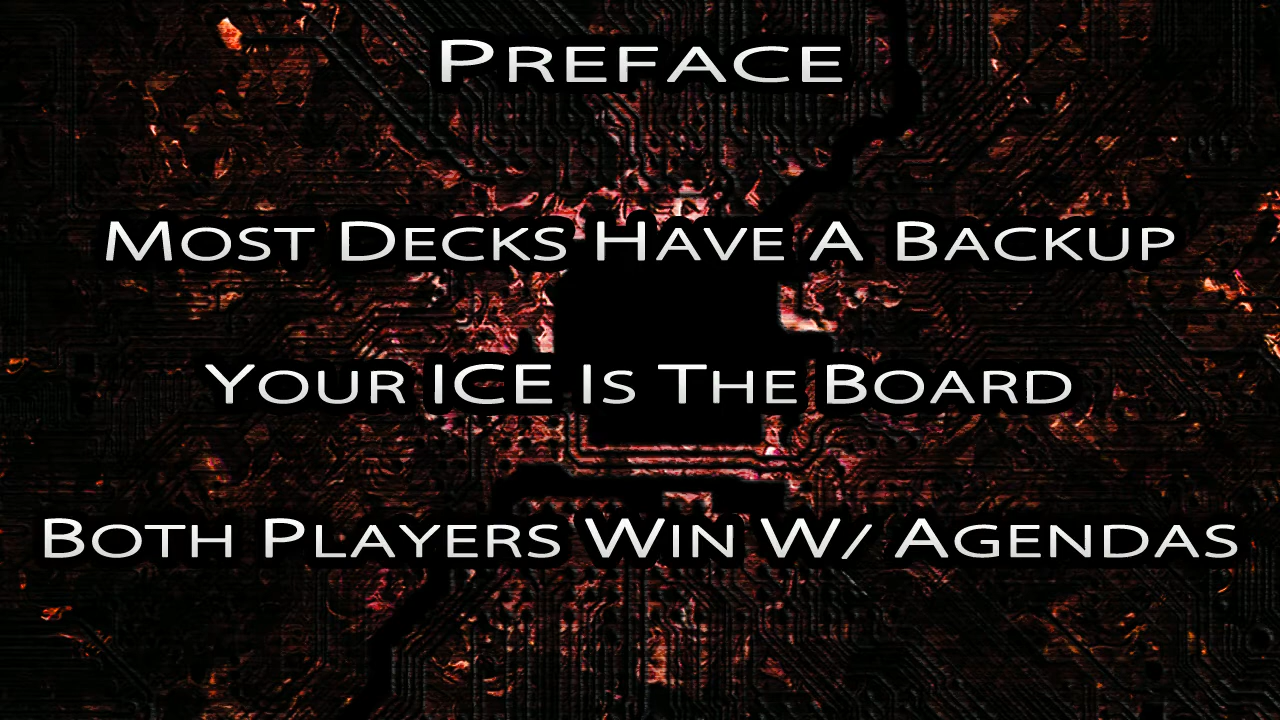 Preface
Most Decks Have A Backup
Your ICE Is The Board
Both Players Win W/ Agendas